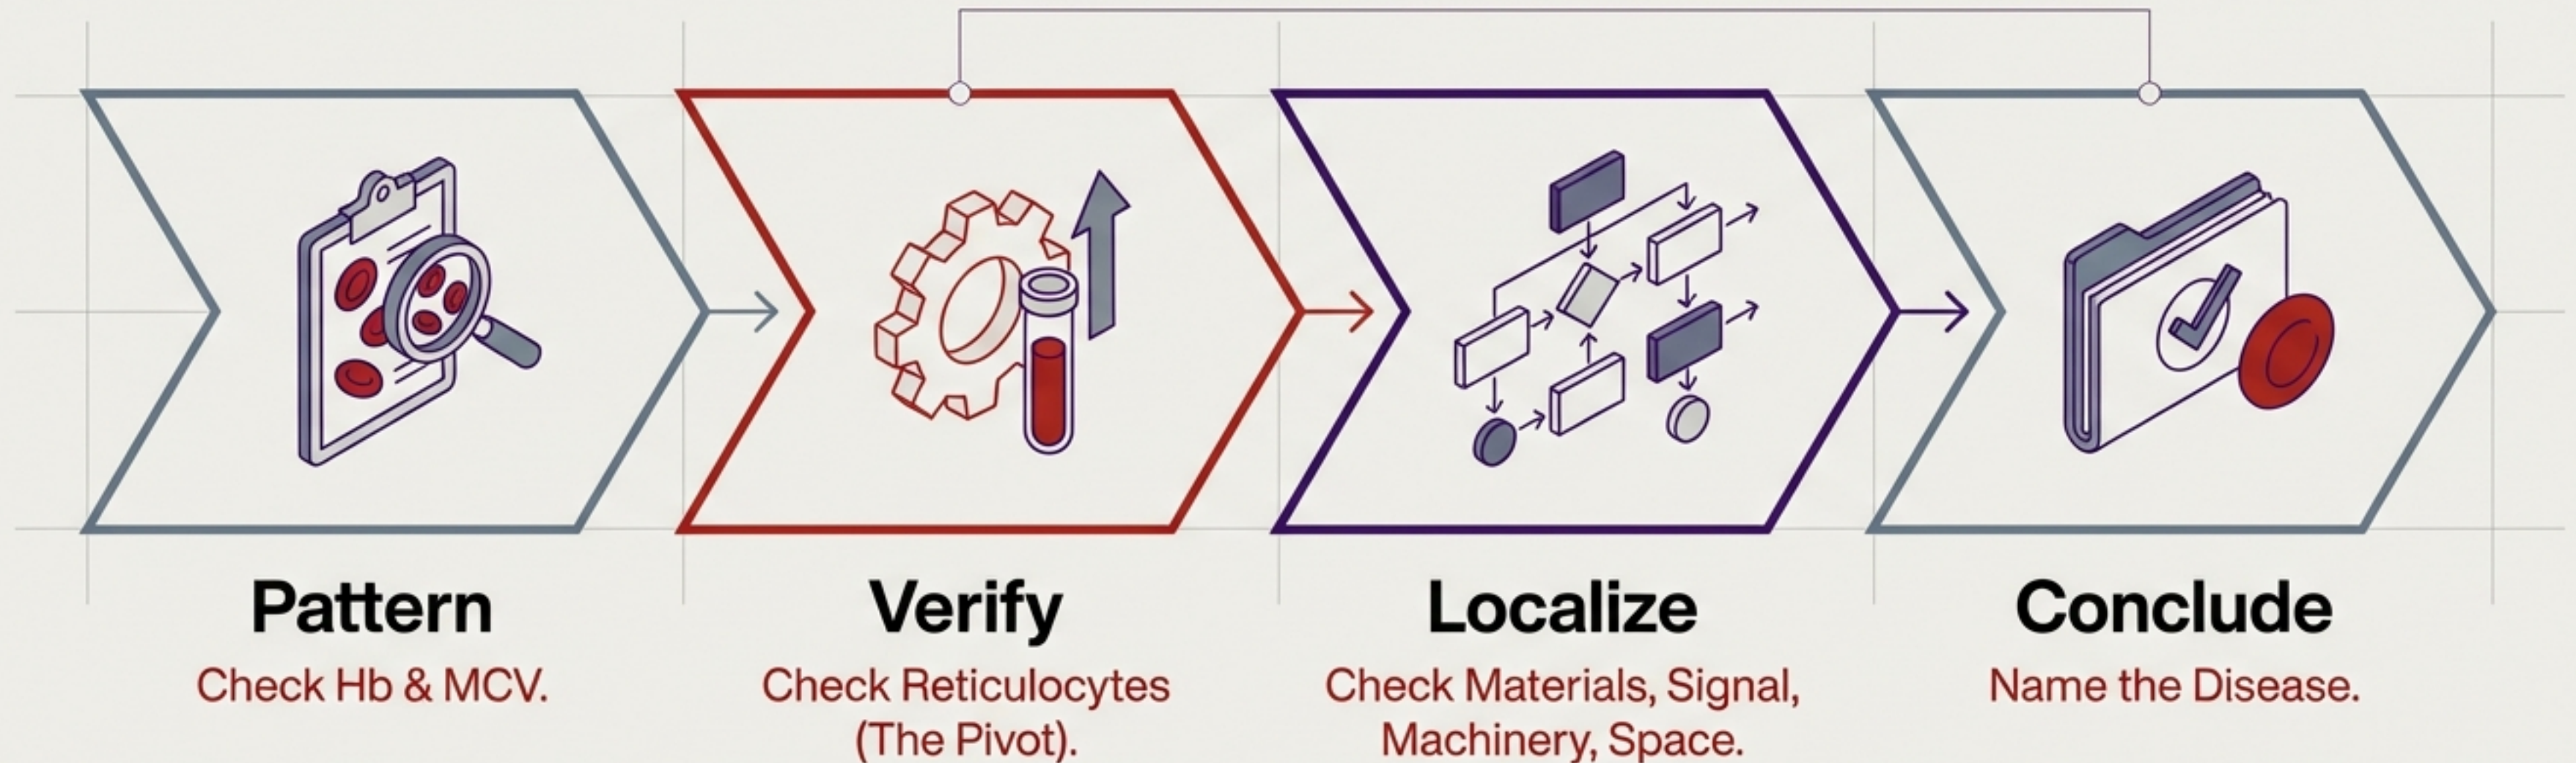 Pattern
Check Hb & MCV.
Verify
Check Reticulocytes
(The Pivot).
Localize
Check Materials, Signal,
Machinery, Space.
Conclude
Name the Disease.